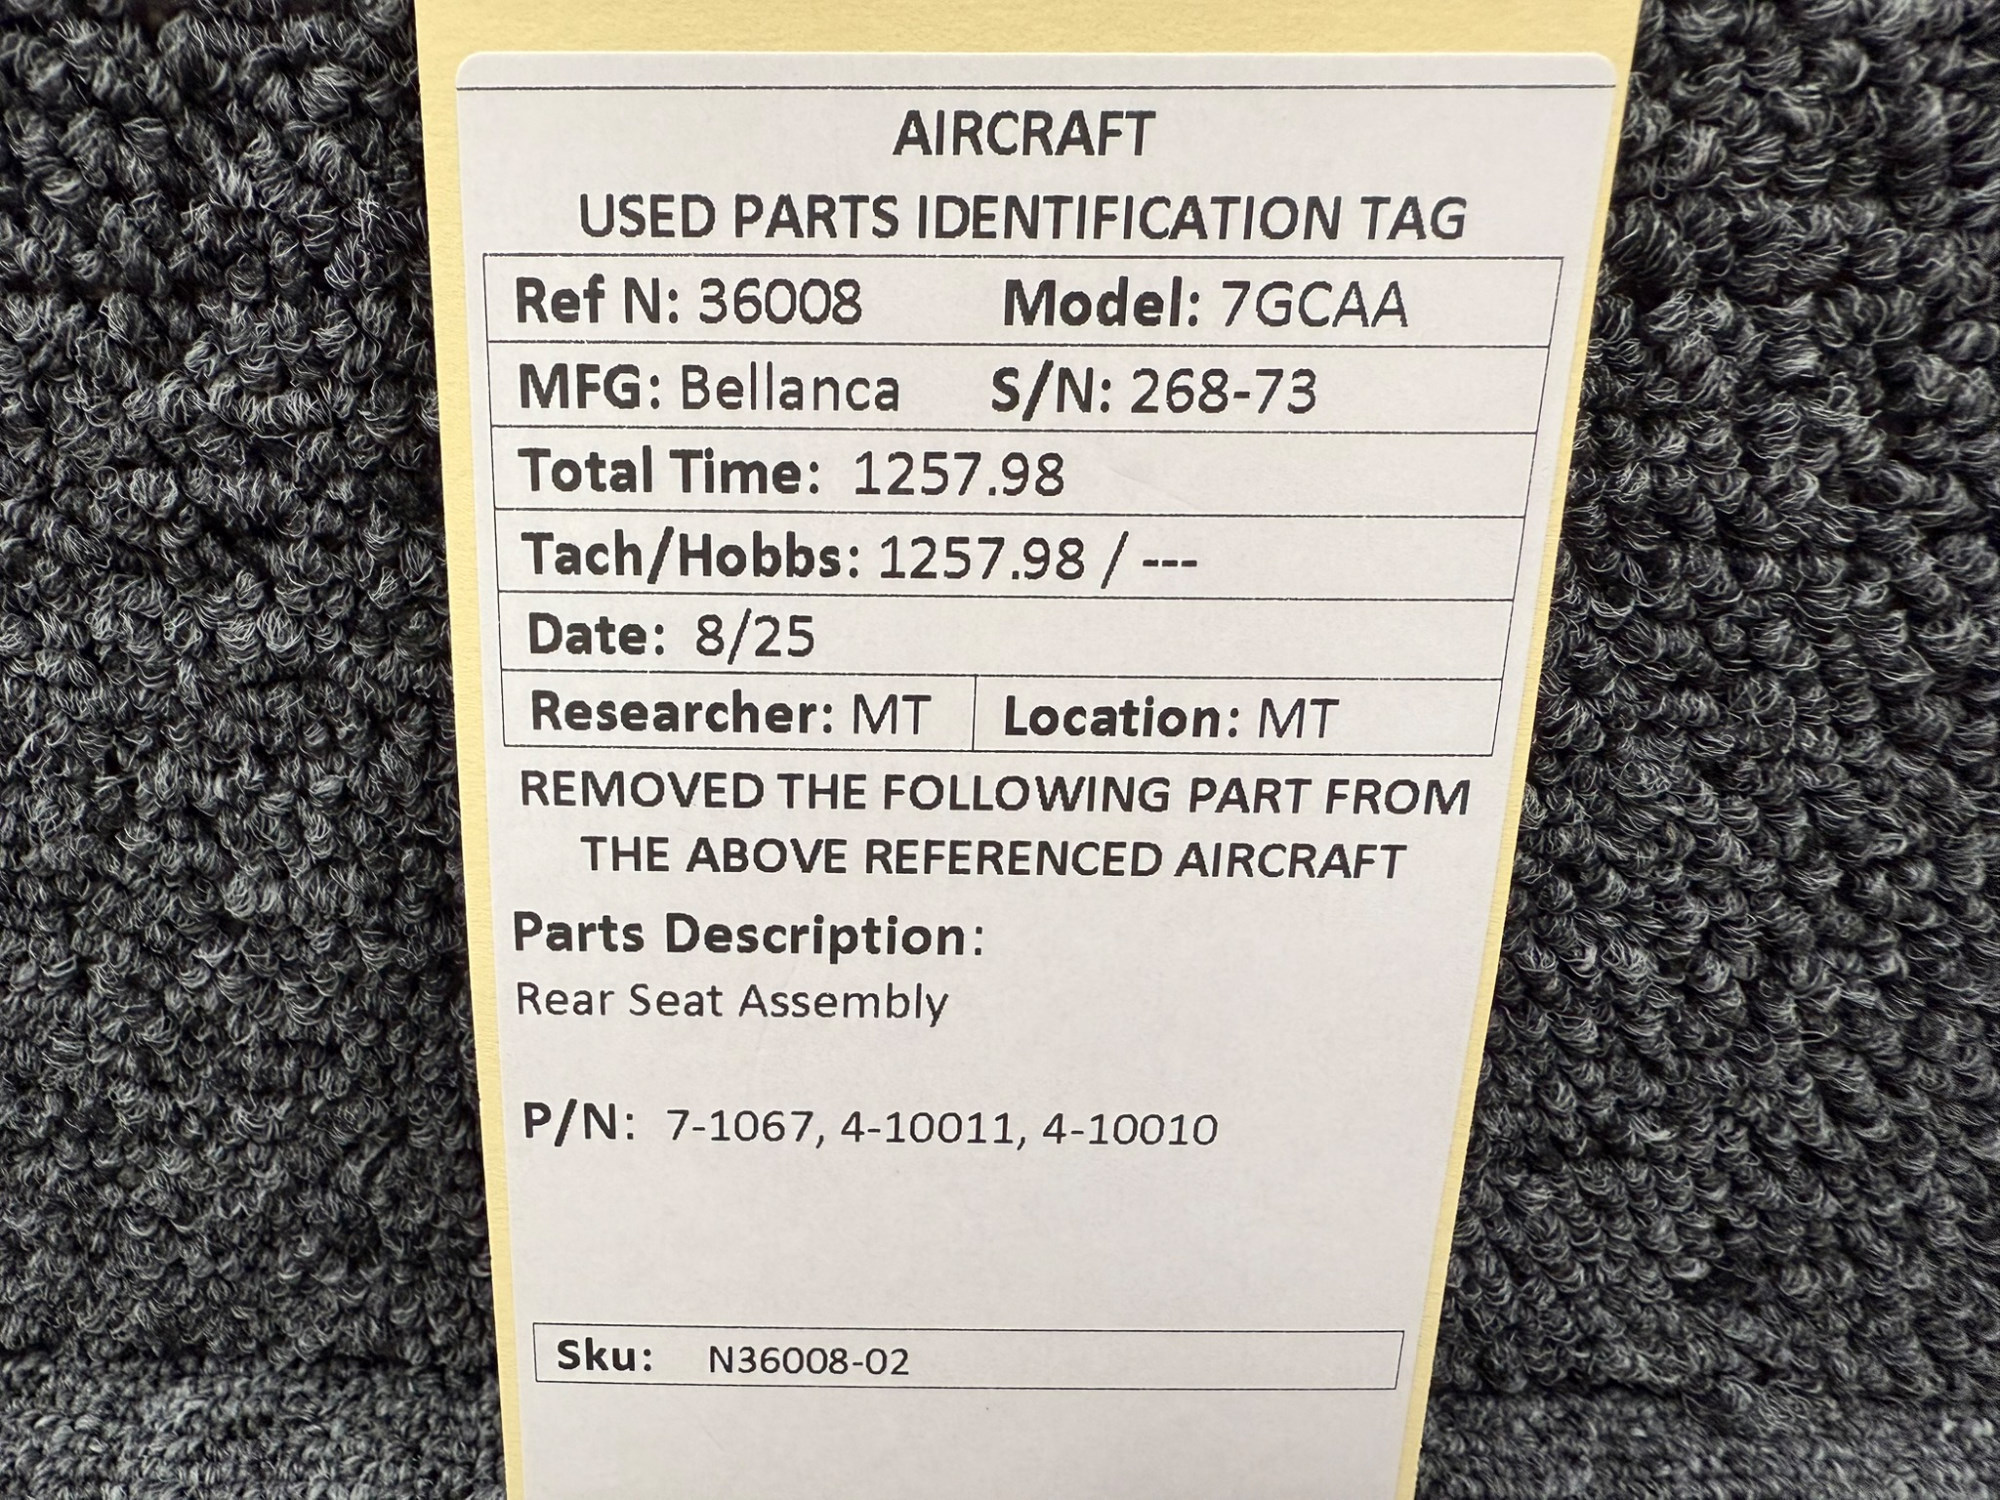 AIRCRAFT
USED PARTS IDENTIFICATION TAG
Ref N: 36008 Model: 7GCAA
MFG: Bellanca S/N: 268-73
Total Time: 1257.98
Tach/Hobbs: 1257.98 / ---
Date: 8/25
Researcher: MT Location: MT
REMOVED THE FOLLOWING PART FROM
THE ABOVE REFERENCED AIRCRAFT
Parts Description:
Rear Seat Assembly
P/N: 7-1067, 4-10011, 4-10010
Sku: N36008-02